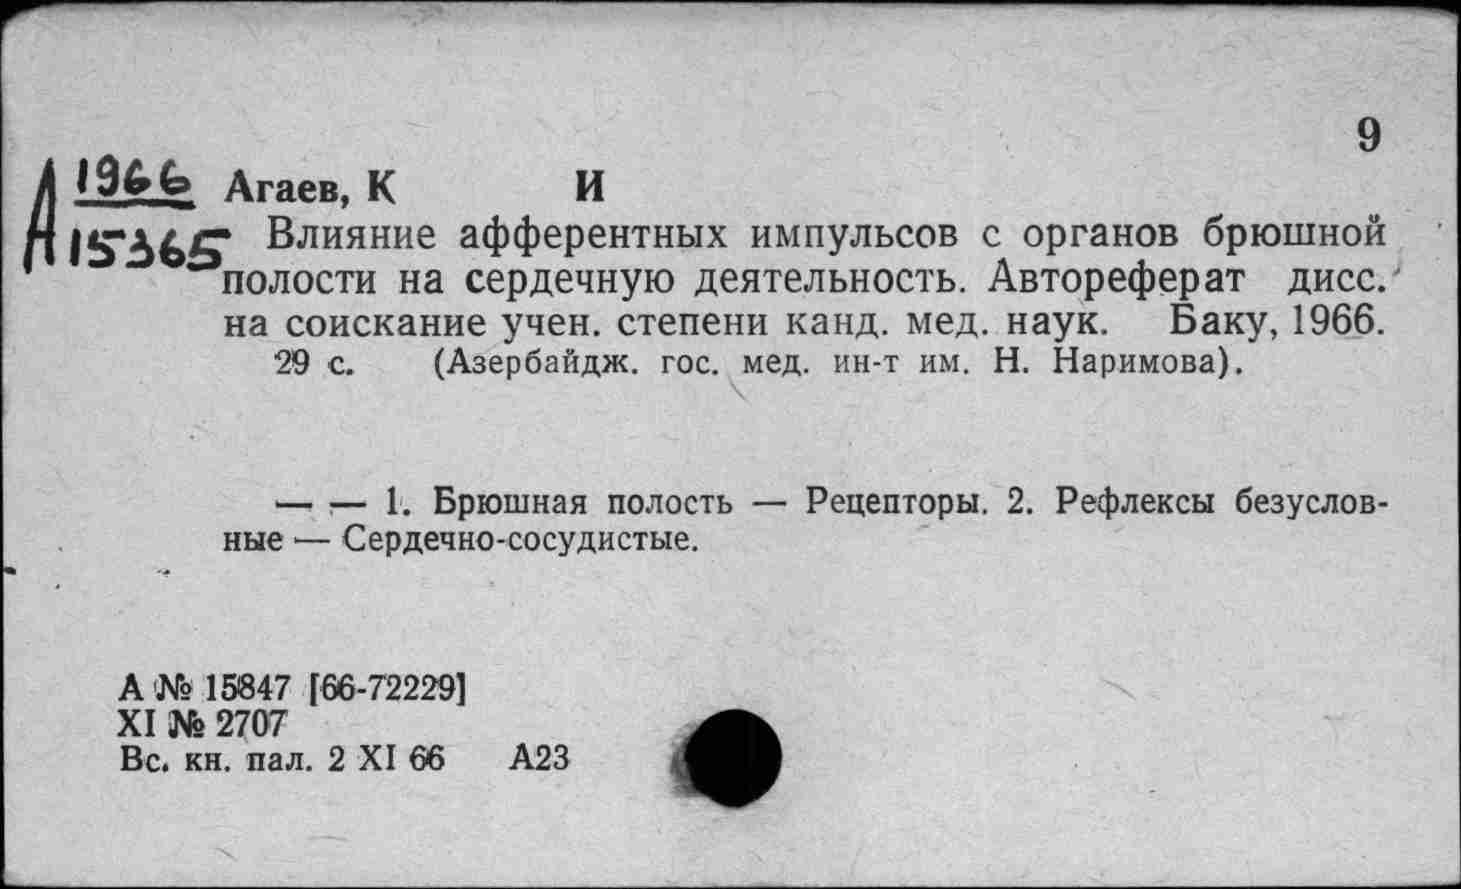 9
А 1966 Агаев, К И
А 15365 Влияние афферентных импульсов с органов брюшной
полости на сердечную деятельность. Автореферат дисс.
на соискание учен. степени канд. мед. наук. Баку, 1966.
29 с. (Азербайдж. гос. мед. ин-т им. Н. Наримова).
— — 1. Брюшная полость — Рецепторы. 2. Рефлексы безуслов-
ные — Сердечно-сосудистые.
А № 15847 [66-72229]
XI № 2707
Вс. кн. пал. 2 XI 66 А23